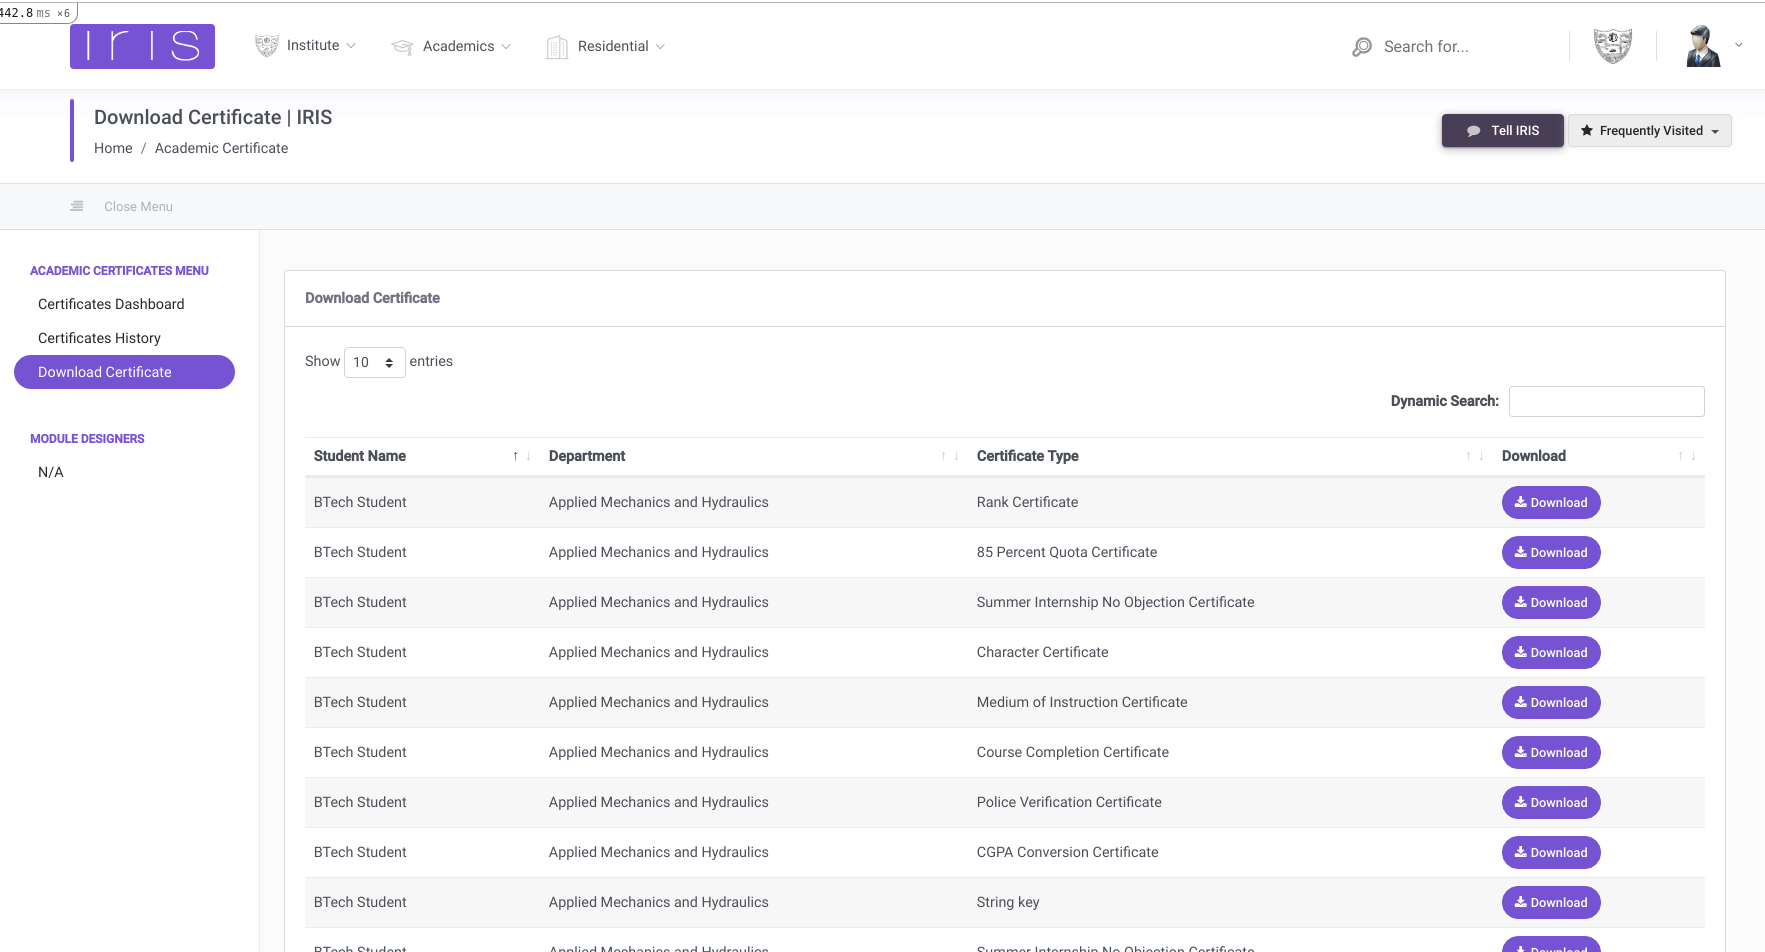 442.8 ms ×6
iris
Institute
Academics
Residential
Search for...
Download Certificate | IRIS
Home / Academic Certificate
Tell IRIS
Frequently Visited
Close Menu
ACADEMIC CERTIFICATES MENU
Certificates Dashboard
Certificates History
Download Certificate
MODULE DESIGNERS
N/A
Download Certificate
Show 10 entries
Dynamic Search:
Student Name ↑ ↓ Department ↑ ↓ Certificate Type ↑ ↓ Download ↑ ↓
BTech Student Applied Mechanics and Hydraulics Rank Certificate Download
BTech Student Applied Mechanics and Hydraulics 85 Percent Quota Certificate Download
BTech Student Applied Mechanics and Hydraulics Summer Internship No Objection Certificate Download
BTech Student Applied Mechanics and Hydraulics Character Certificate Download
BTech Student Applied Mechanics and Hydraulics Medium of Instruction Certificate Download
BTech Student Applied Mechanics and Hydraulics Course Completion Certificate Download
BTech Student Applied Mechanics and Hydraulics Police Verification Certificate Download
BTech Student Applied Mechanics and Hydraulics CGPA Conversion Certificate Download
BTech Student Applied Mechanics and Hydraulics String key Download
BTech Student Applied Mechanics and Hydraulics Summer Internship No Objection Certificate Download